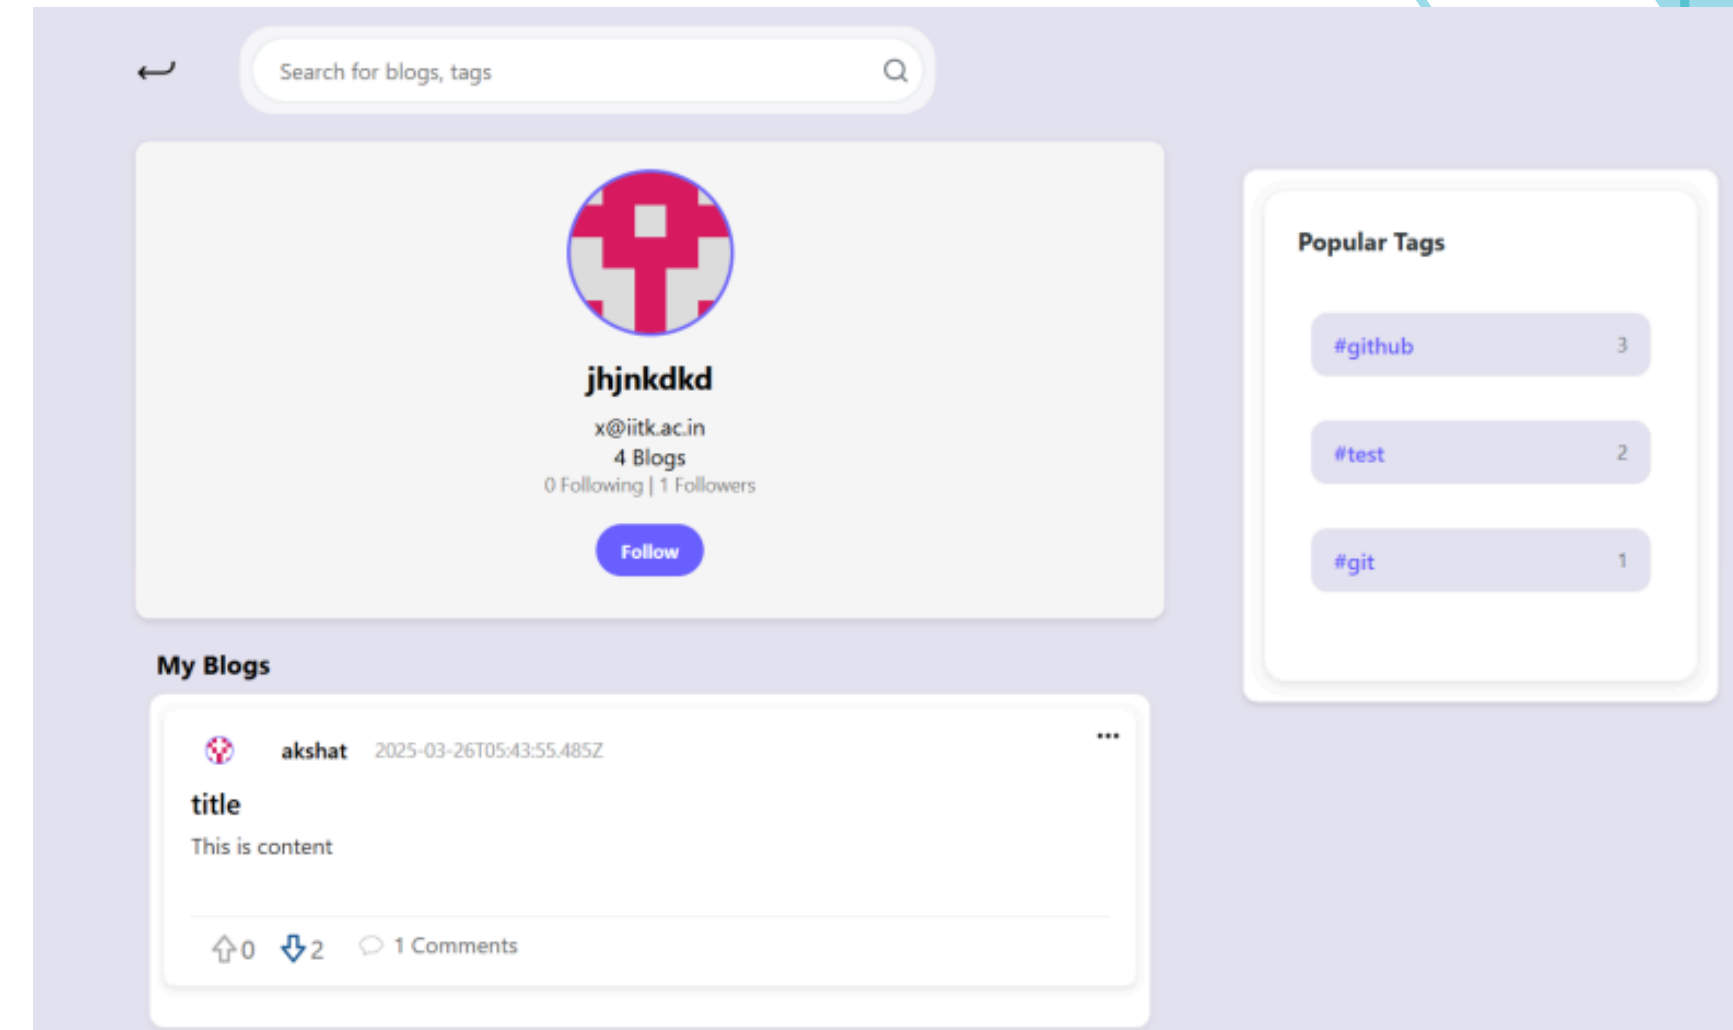 Search for blogs, tags
jhjnkdkd
x@iitk.ac.in
4 Blogs
0 Following | 1 Followers
Follow
My Blogs
akshat 2025-03-26T05:43:55.485Z
title
This is content
0 2 1 Comments
Popular Tags
#github 3
#test 2
#git 1